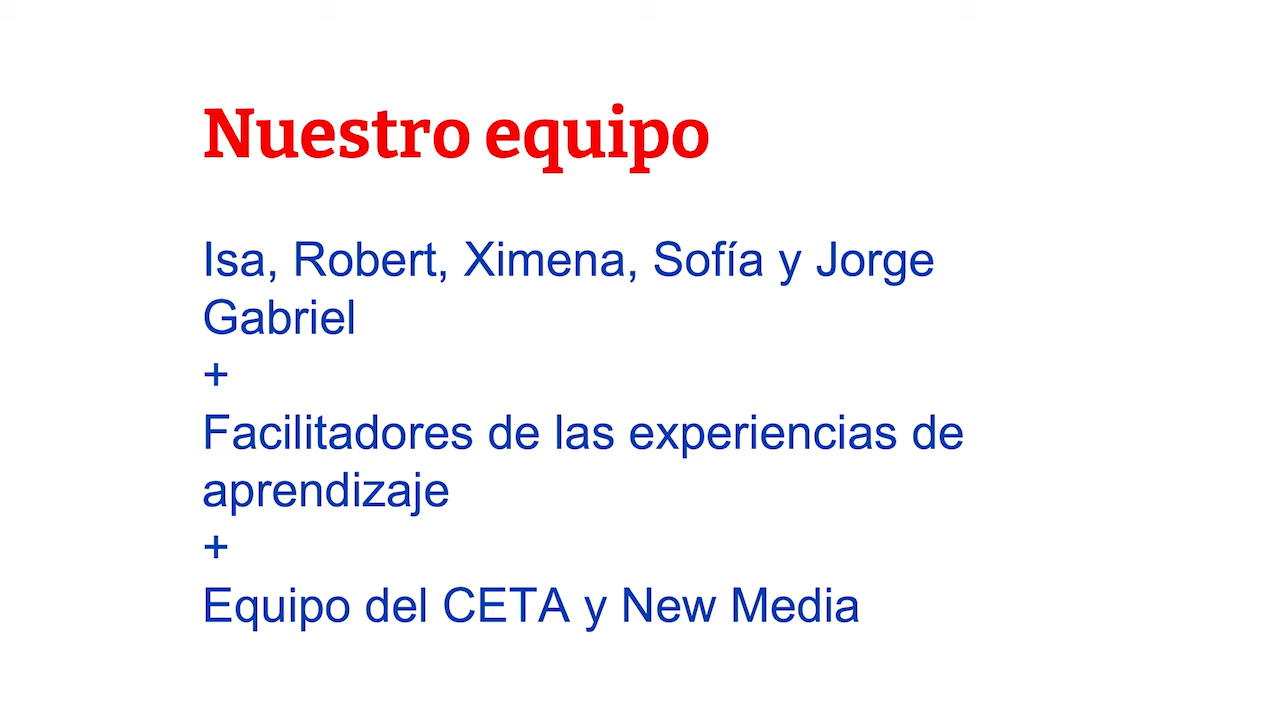 Nuestro equipo
Isa, Robert, Ximena, Sofía y Jorge
Gabriel
+
Facilitadores de las experiencias de
aprendizaje
+
Equipo del CETA y New Media